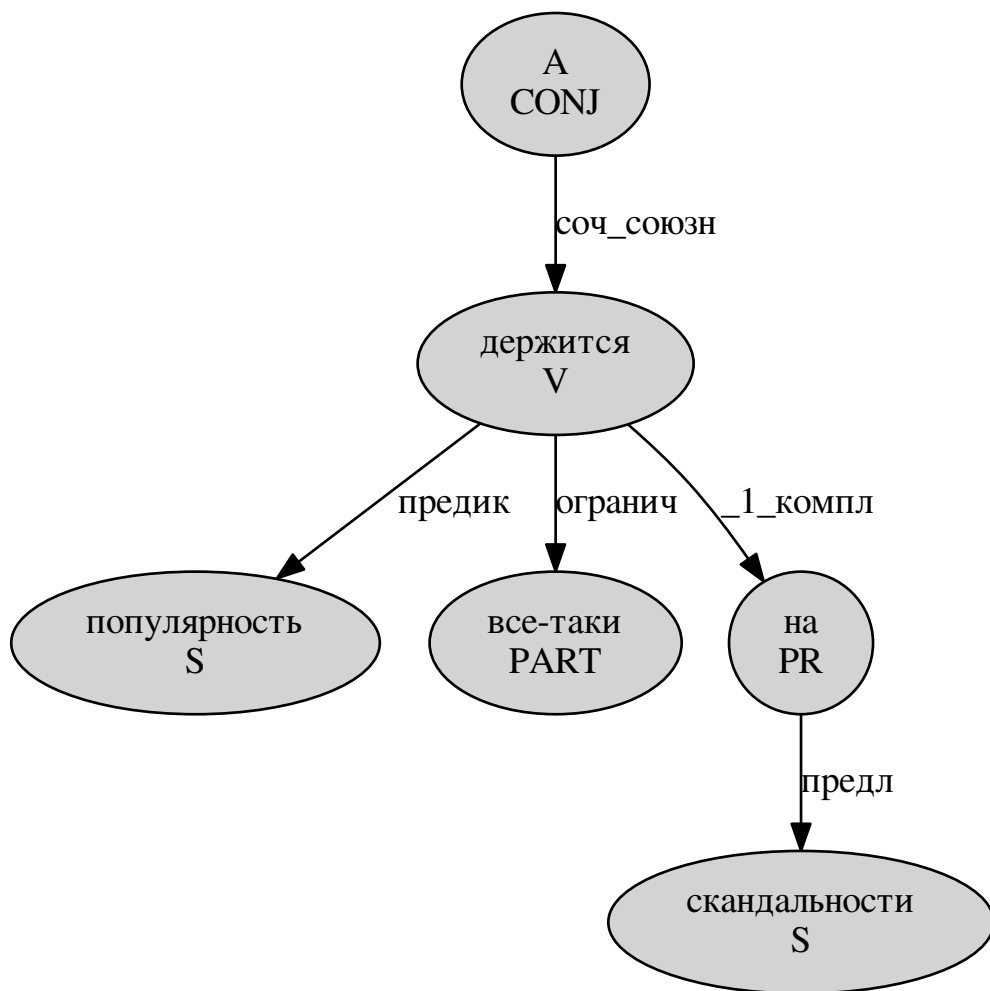 А
CONJ
соч_союзн
держится
V
предик
огранич
_1_компл
популярность
S
все-таки
PART
на
PR
предл
скандальности
S